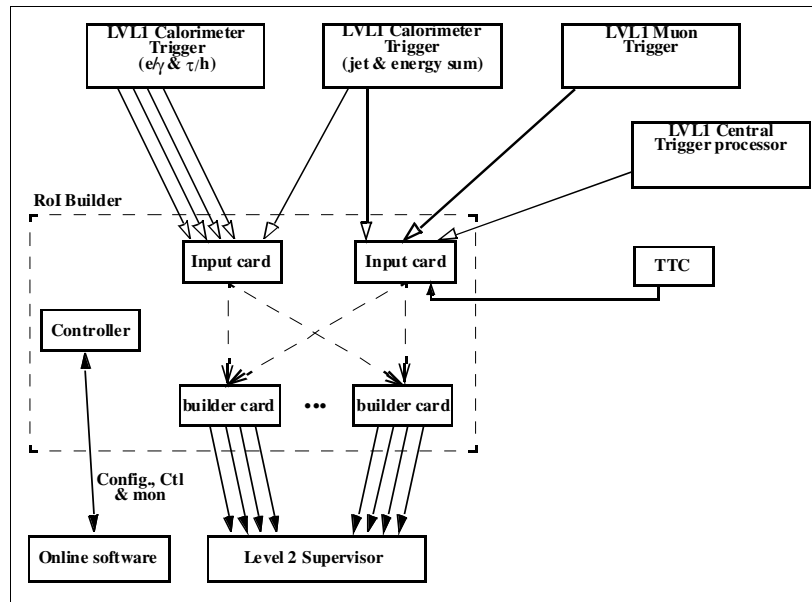 LVL1 Calorimeter
Trigger
(e/γ & τ/h)
LVL1 Calorimeter
Trigger
(jet & energy sum)
LVL1 Muon
Trigger
LVL1 Central
Trigger processor
RoI Builder
Input card
Input card
TTC
Controller
builder card
•••
builder card
Config., Ctl
& mon
Online software
Level 2 Supervisor